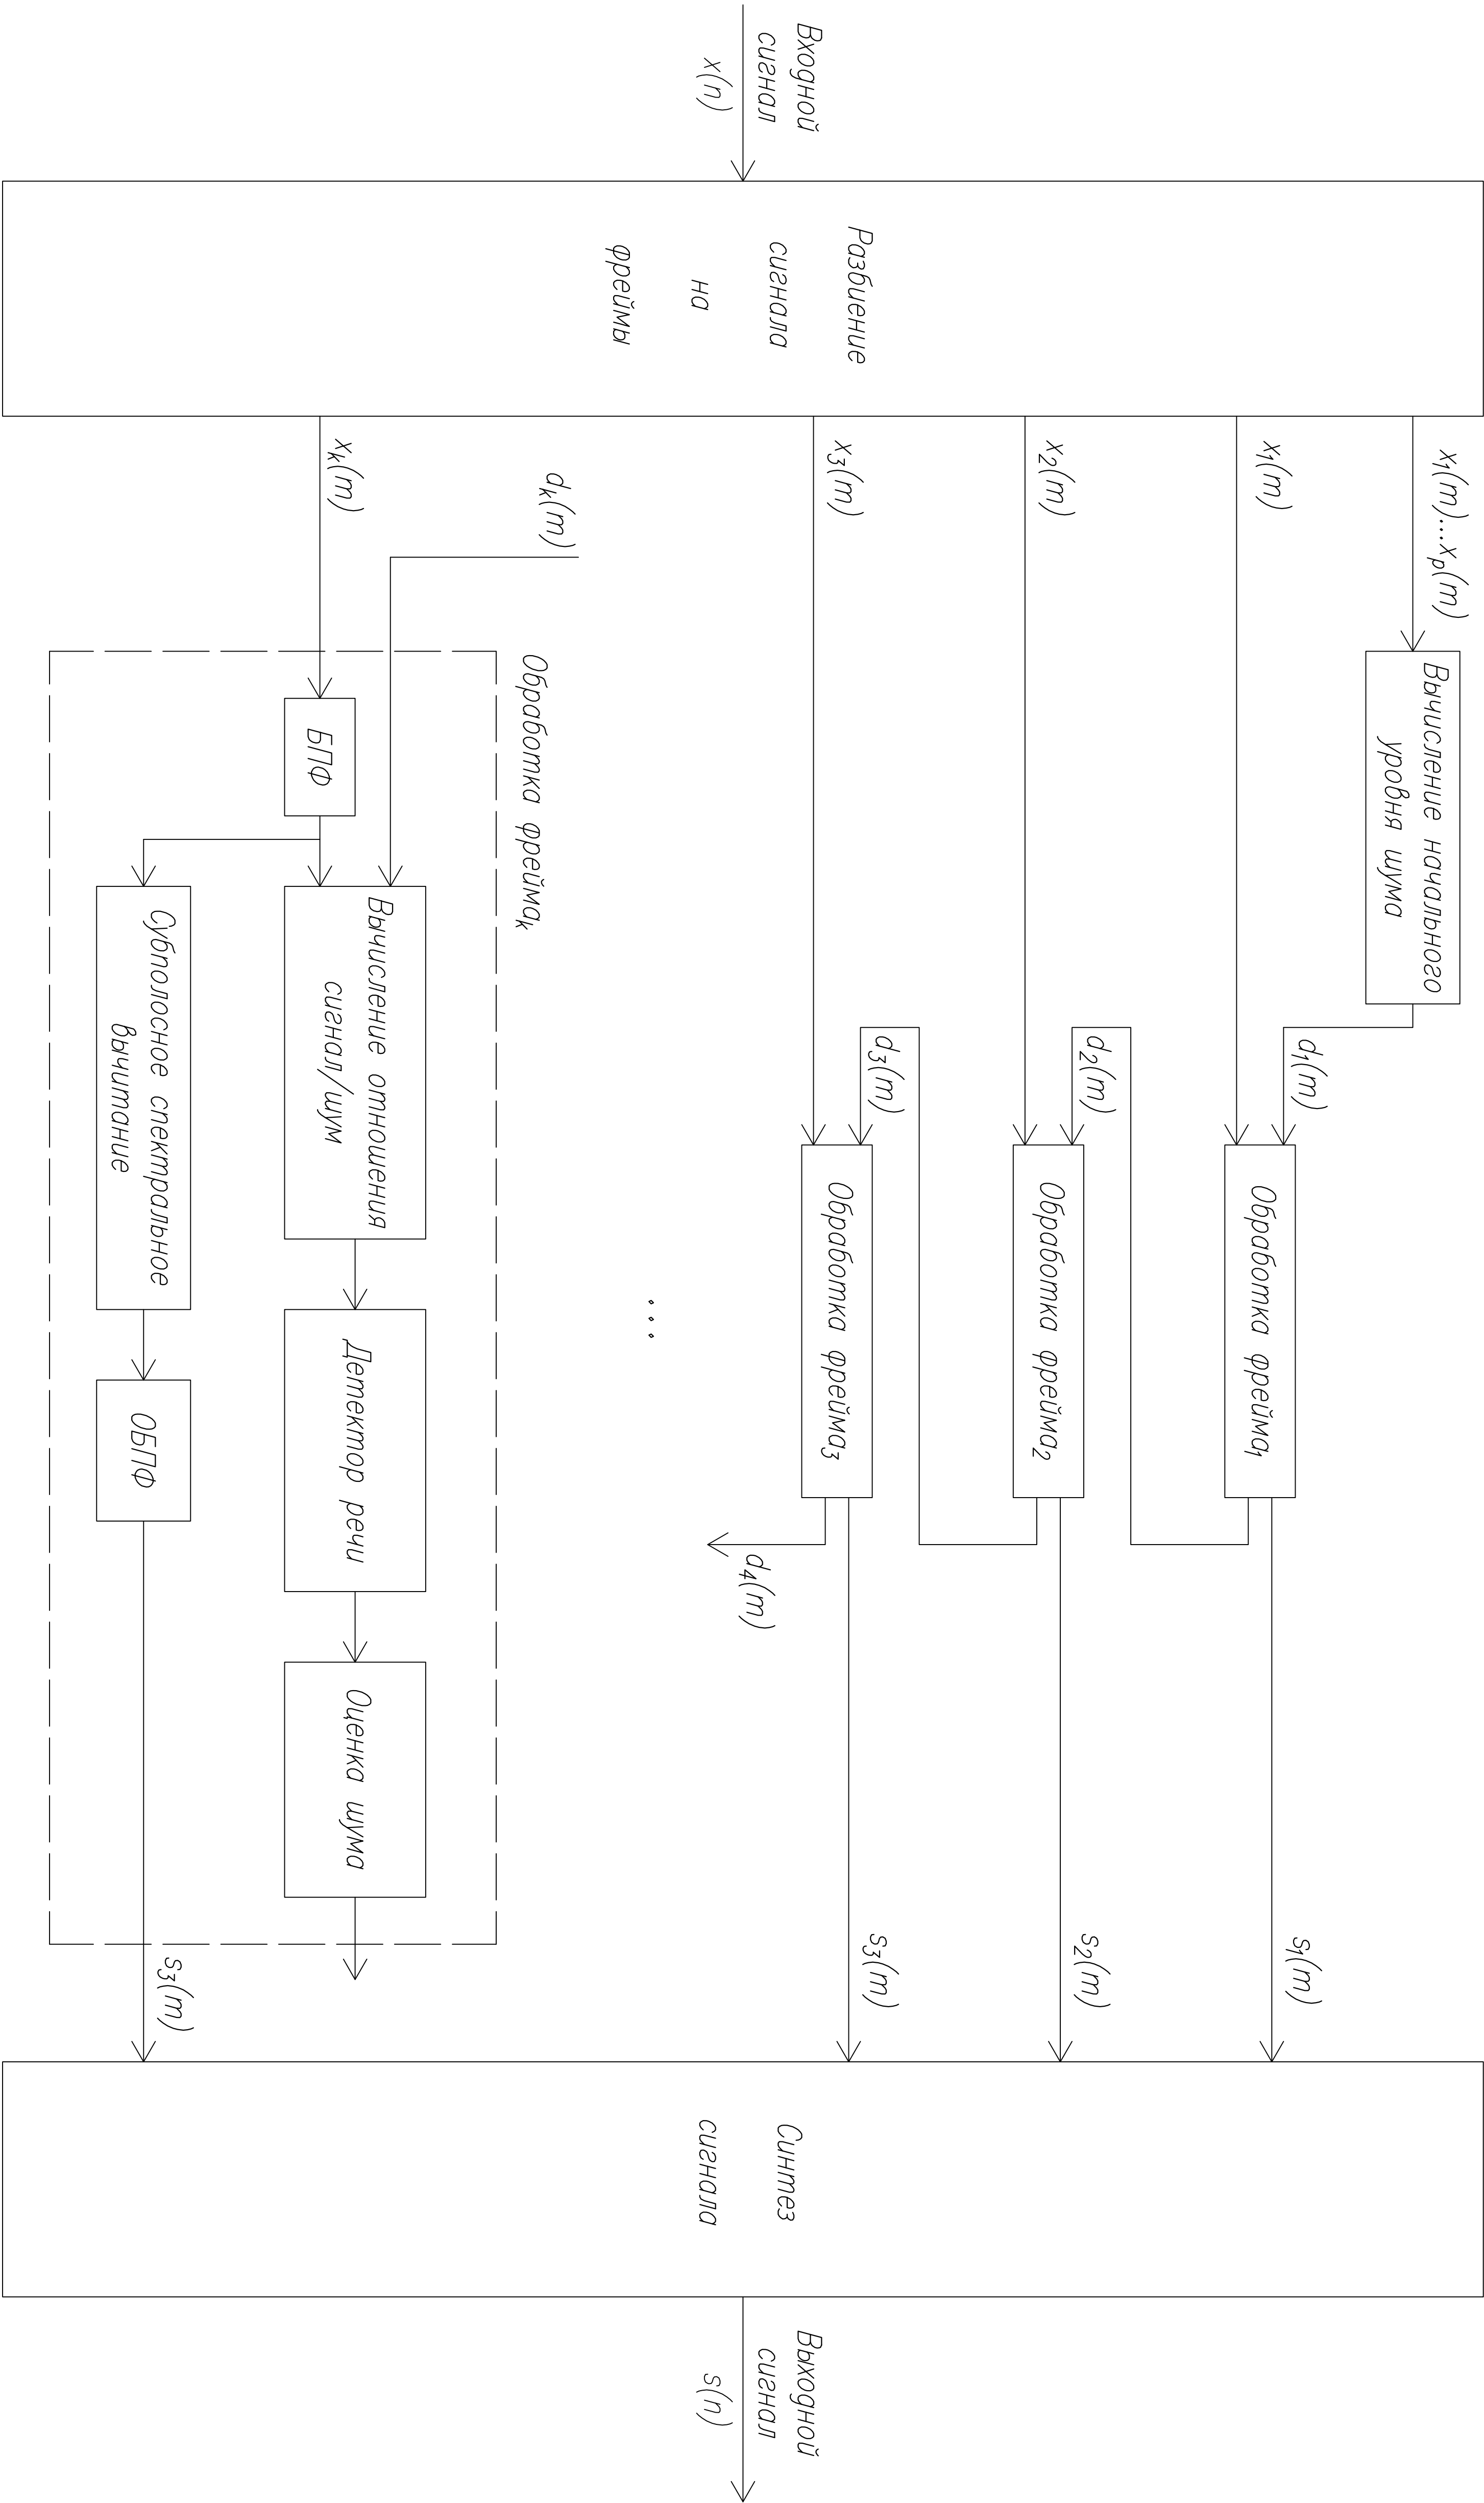 Входной
сигнал
x(n)
Разбиение
сигнала
на
фреймы
x1(m)...xp(m)
Вычисление начального
уровня шума
d1(m)
x1(m)
Обработка фрейма1
s1(m)
x2(m)
d2(m)
Обработка фрейма2
s2(m)
x3(m)
d3(m)
Обработка фрейма3
s3(m)
d4(m)
...
dk(m)
Обработка фреймаk
xk(m)
БПФ
Вычисление отношения
сигнал/шум
Детектор речи
Оценка шума
Субполосное спектральное
вычитание
ОБПФ
s3(m)
Синтез
сигнала
Выходной
сигнал
s(n)